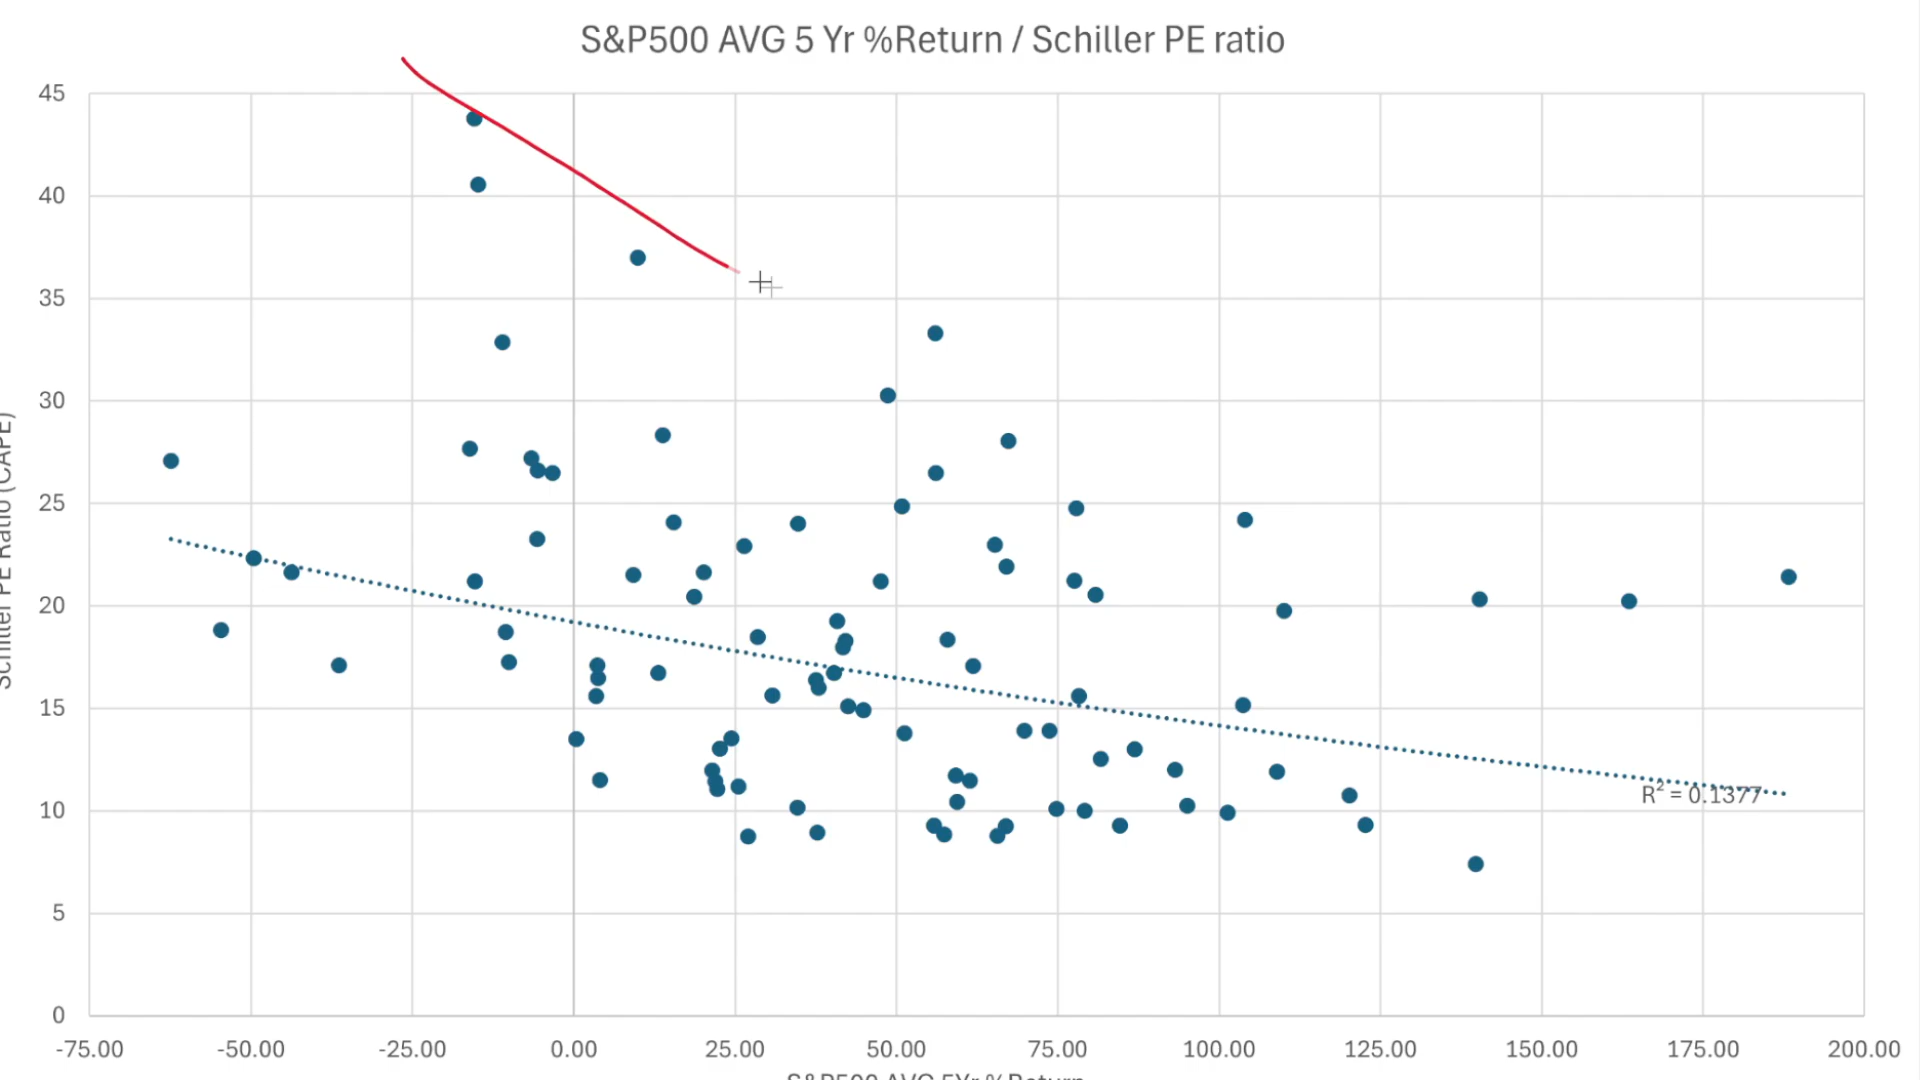 S&P500 AVG 5 Yr %Return / Schiller PE ratio
45
40
35
30
25
20
15
10
5
0
Schiller PE Ratio (CAPE)
R² = 0.1377
-75.00 -50.00 -25.00 0.00 25.00 50.00 75.00 100.00 125.00 150.00 175.00 200.00
S&P500 AVG 5Yr %Return